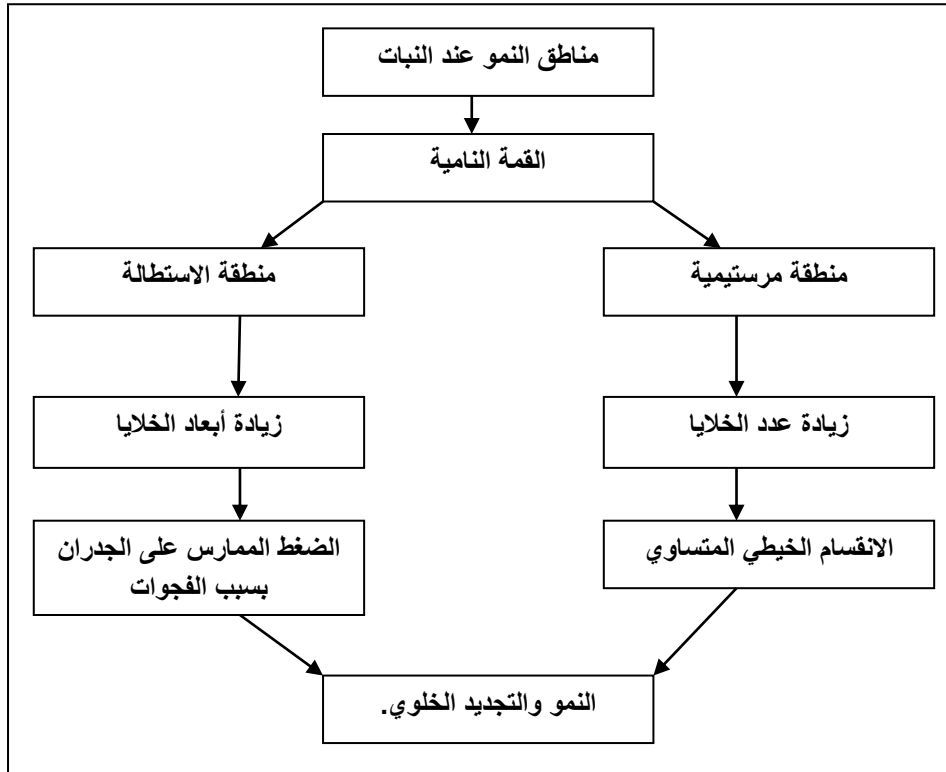 مناطق النمو عند النبات
القمة النامية
منطقة مرستيمية
منطقة الاستطالة
زيادة عدد الخلايا
زيادة أبعاد الخلايا
الانقسام الخيطي المتساوي
الضغط الممارس على الجدران
بسبب الفجوات
النمو والتجديد الخلوي.